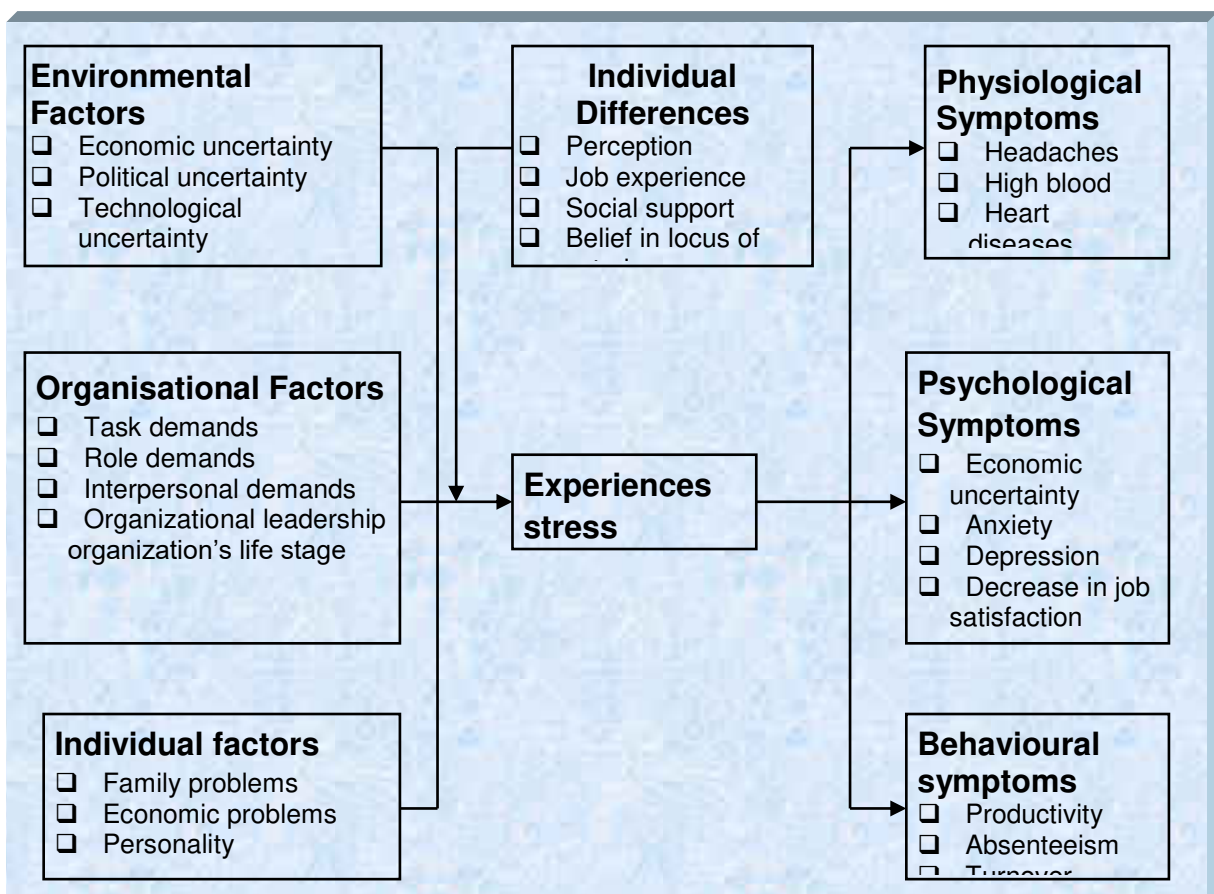 Environmental
Factors
Economic uncertainty
Political uncertainty
Technological
uncertainty
Individual
Differences
Perception
Job experience
Social support
Belief in locus of
Physiological
Symptoms
Headaches
High blood
Heart
diseases
Organisational Factors
Task demands
Role demands
Interpersonal demands
Organizational leadership
organization’s life stage
Experiences
stress
Psychological
Symptoms
Economic
uncertainty
Anxiety
Depression
Decrease in job
satisfaction
Individual factors
Family problems
Economic problems
Personality
Behavioural
symptoms
Productivity
Absenteeism
Turnover